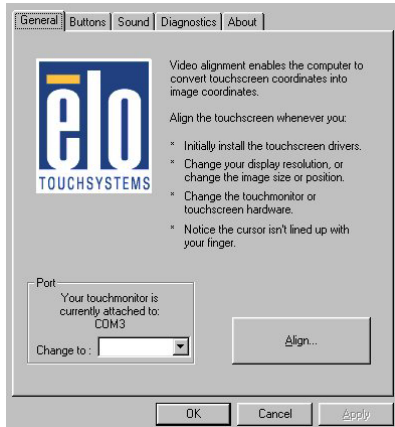 General Buttons Sound Diagnostics About
Video alignment enables the computer to
convert touchscreen coordinates into
image coordinates.
Align the touchscreen whenever you:
* Initially install the touchscreen drivers.
* Change your display resolution, or
change the image size or position.
* Change the touchmonitor or
touchscreen hardware.
* Notice the cursor isn't lined up with
your finger.
elo
TOUCHSYSTEMS
Port
Your touchmonitor is
currently attached to:
COM3
Change to :
Align...
OK Cancel Apply